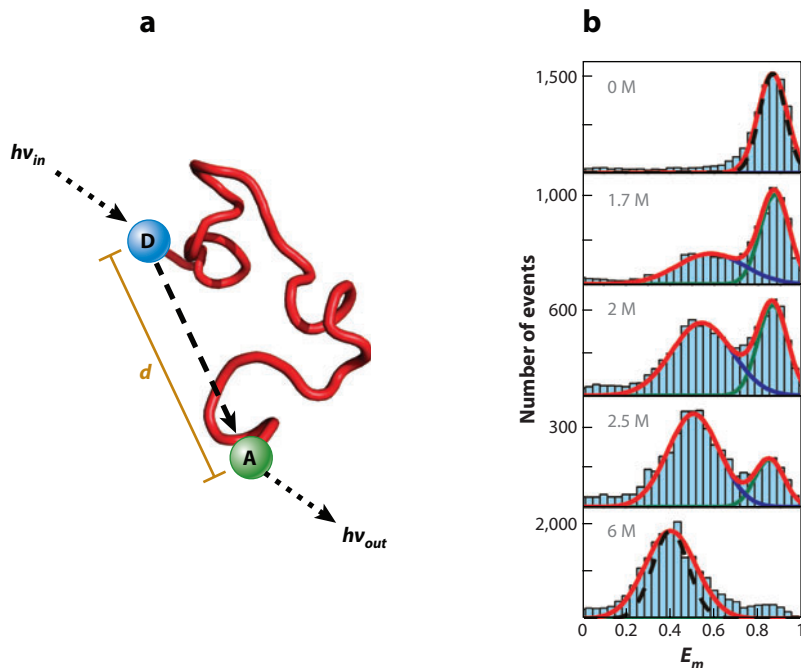 a
hν_in
D
d
A
hν_out
b
Number of events
1,500
0 M
1,000
1.7 M
600
2 M
300
2.5 M
2,000
6 M
0 0.2 0.4 0.6 0.8 1
E_m